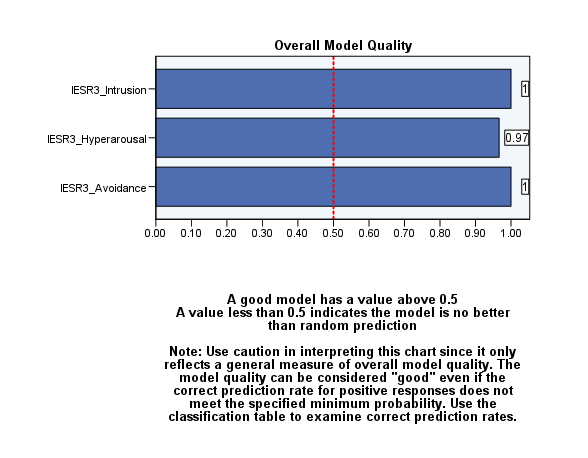 Overall Model Quality
IESR3_Intrusion
1
IESR3_Hyperarousal
0.97
IESR3_Avoidance
1
0.00 0.10 0.20 0.30 0.40 0.50 0.60 0.70 0.80 0.90 1.00
A good model has a value above 0.5
A value less than 0.5 indicates the model is no better
than random prediction
Note: Use caution in interpreting this chart since it only
reflects a general measure of overall model quality. The
model quality can be considered "good" even if the
correct prediction rate for positive responses does not
meet the specified minimum probability. Use the
classification table to examine correct prediction rates.